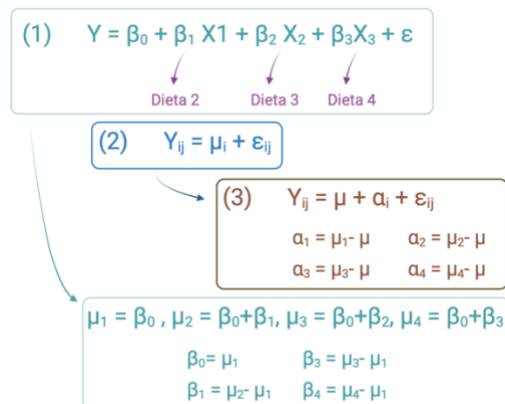 (1) Y = β₀ + β₁ X1 + β₂ X₂ + β₃X₃ + ε
Dieta 2 Dieta 3 Dieta 4
(2) Yᵢⱼ = μᵢ + εᵢⱼ
(3) Yᵢⱼ = μ + αᵢ + εᵢⱼ
α₁ = μ₁- μ α₂ = μ₂- μ
α₃ = μ₃- μ α₄ = μ₄- μ
μ₁ = β₀ , μ₂ = β₀+β₁, μ₃ = β₀+β₂, μ₄ = β₀+β₃
β₀= μ₁ β₃ = μ₃- μ₁
β₁ = μ₂- μ₁ β₄ = μ₄- μ₁